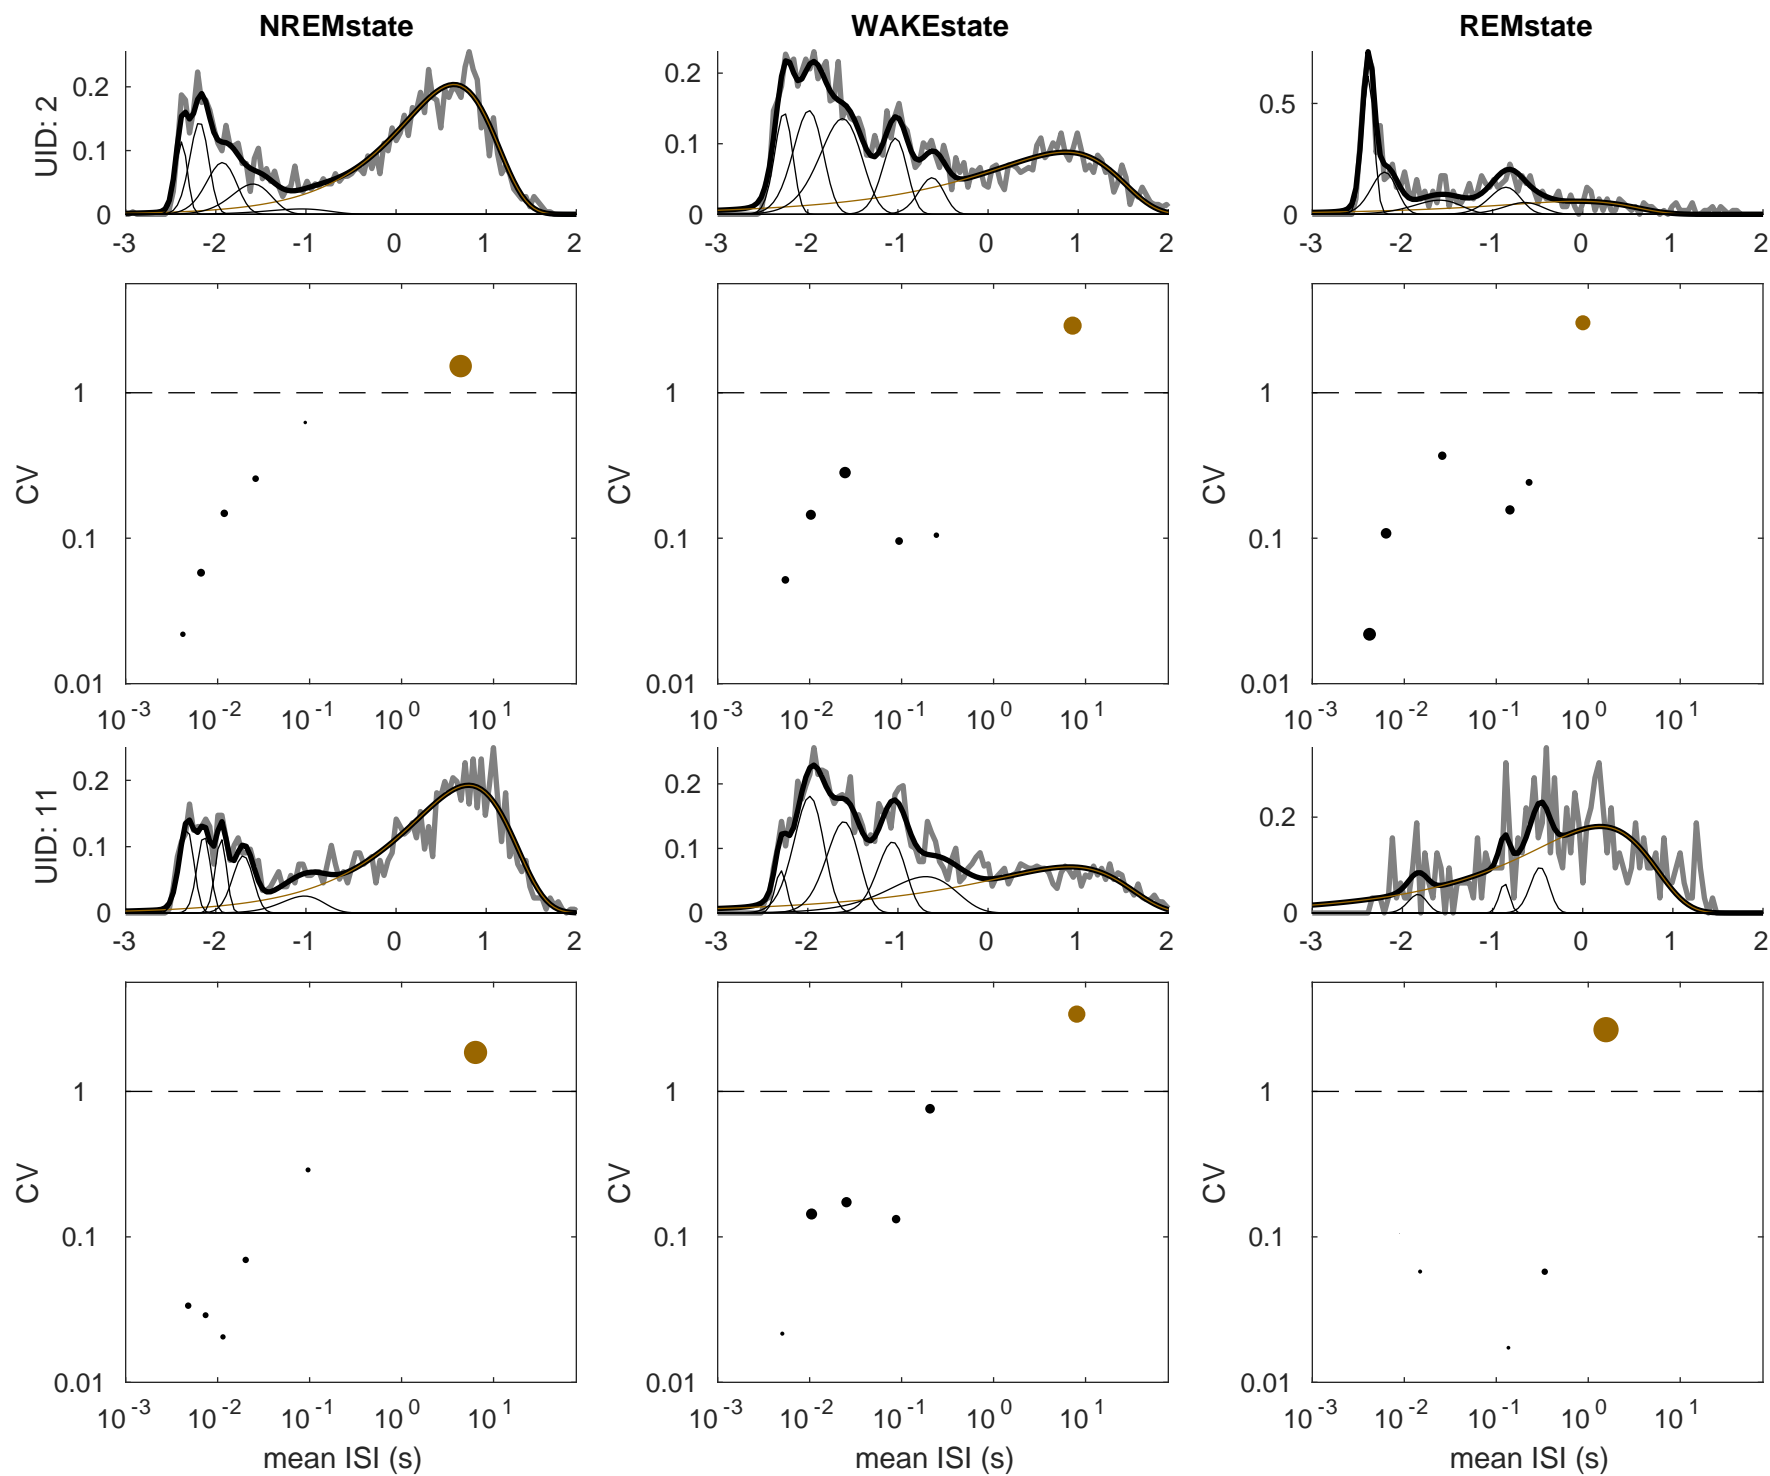 NREMstate WAKEstate REMstate
UID: 2
0.2 0.1 0
0.2 0.1 0
0.5 0
-3 -2 -1 0 1 2
-3 -2 -1 0 1 2
-3 -2 -1 0 1 2
CV 1 0.1 0.01
CV 1 0.1 0.01
CV 1 0.1 0.01
10^-3 10^-2 10^-1 10^0 10^1
10^-3 10^-2 10^-1 10^0 10^1
10^-3 10^-2 10^-1 10^0 10^1
UID: 11
0.2 0.1 0
0.2 0.1 0
0.2 0
-3 -2 -1 0 1 2
-3 -2 -1 0 1 2
-3 -2 -1 0 1 2
CV 1 0.1 0.01
CV 1 0.1 0.01
CV 1 0.1 0.01
10^-3 10^-2 10^-1 10^0 10^1
10^-3 10^-2 10^-1 10^0 10^1
10^-3 10^-2 10^-1 10^0 10^1
mean ISI (s) mean ISI (s) mean ISI (s)